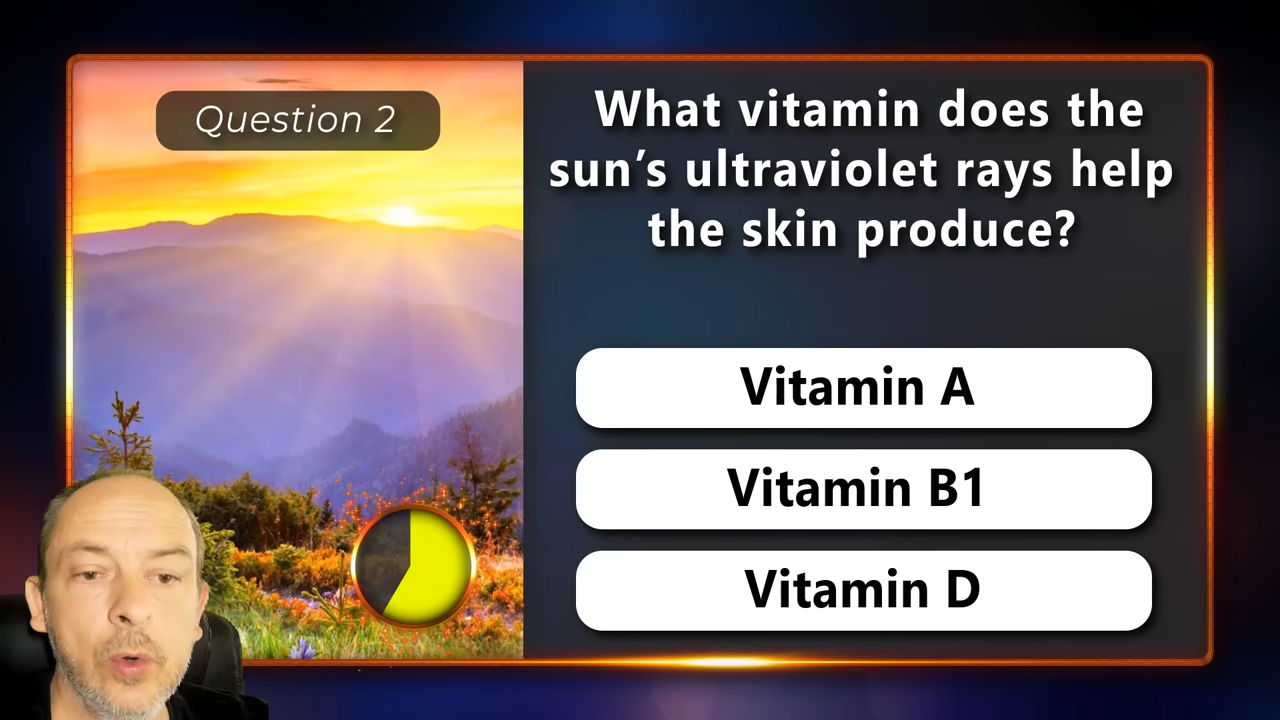 Question 2
What vitamin does the
sun’s ultraviolet rays help
the skin produce?
Vitamin A
Vitamin B1
Vitamin D